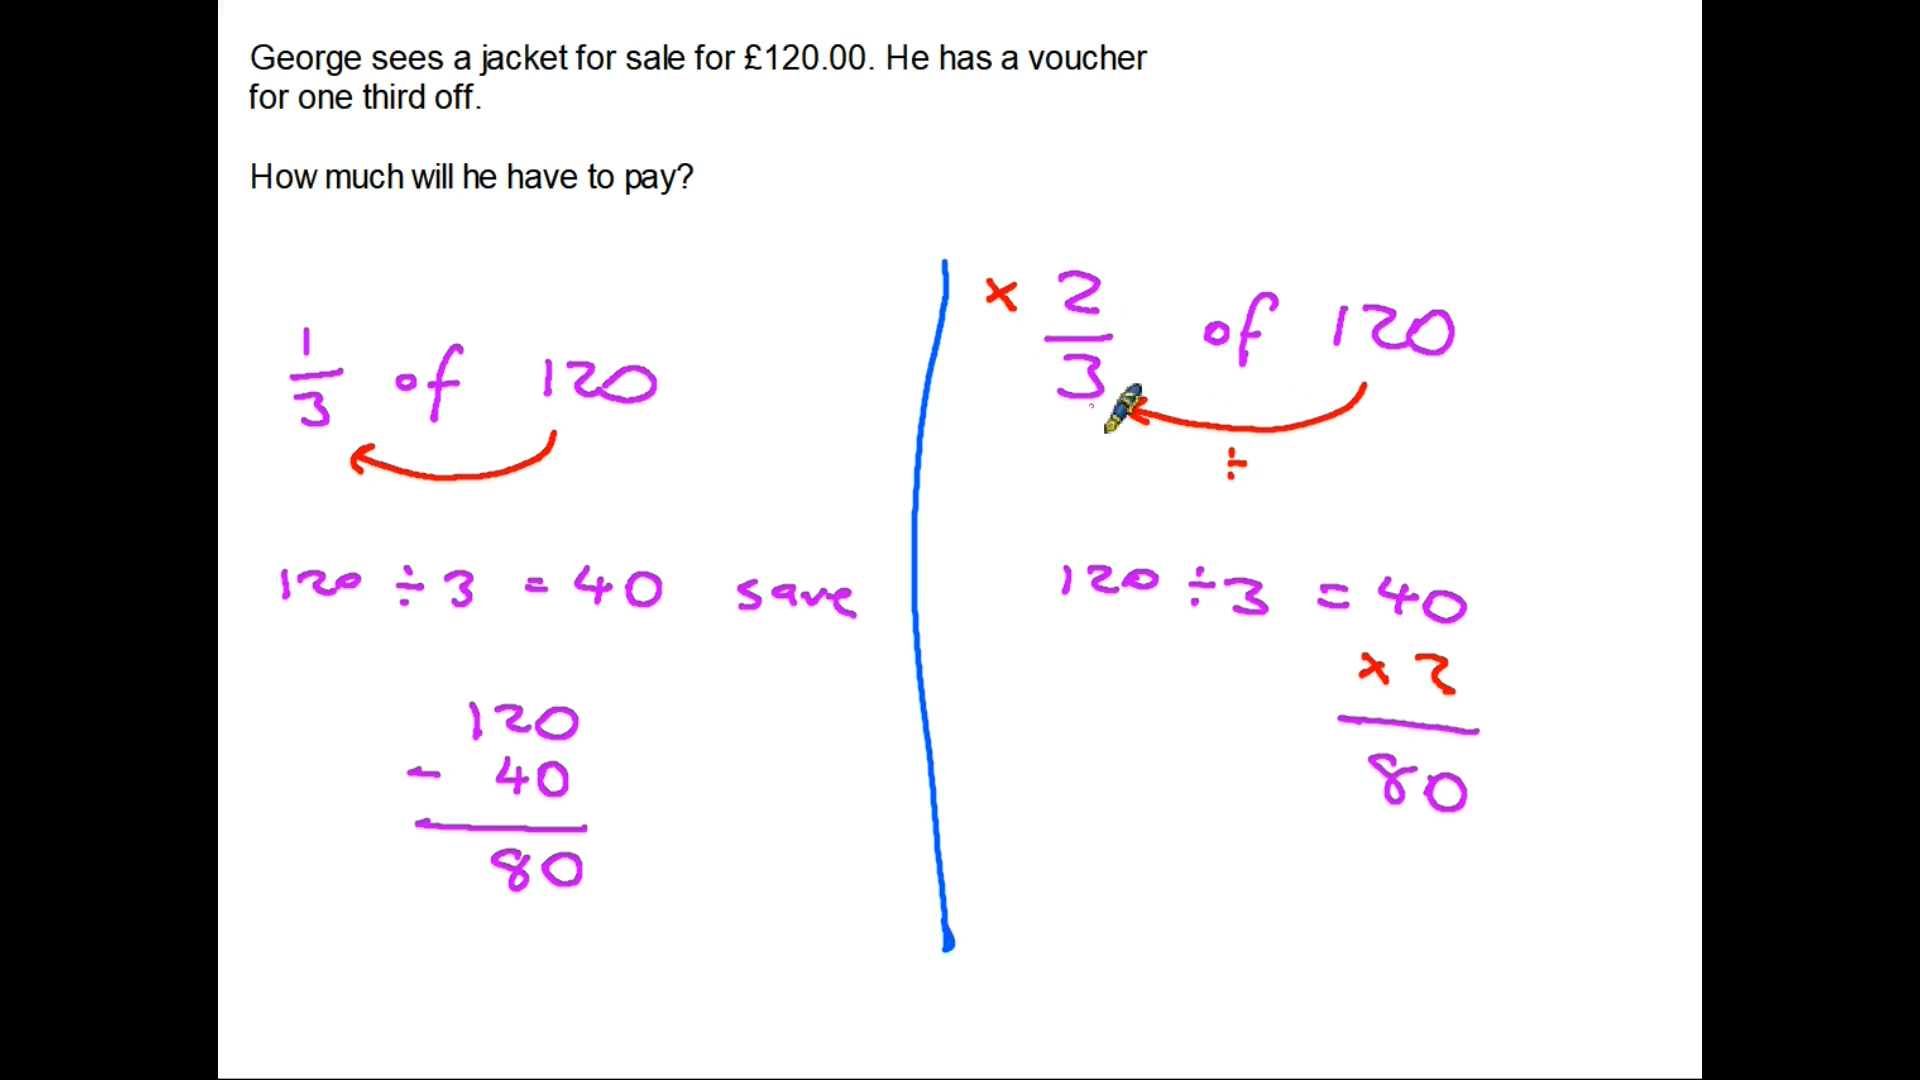 George sees a jacket for sale for £120.00. He has a voucher
for one third off.
How much will he have to pay?
1
3
of 120
120 ÷ 3 = 40 save
120
- 40
80
× 2
3
of 120
÷
120 ÷ 3 = 40
× 2
80